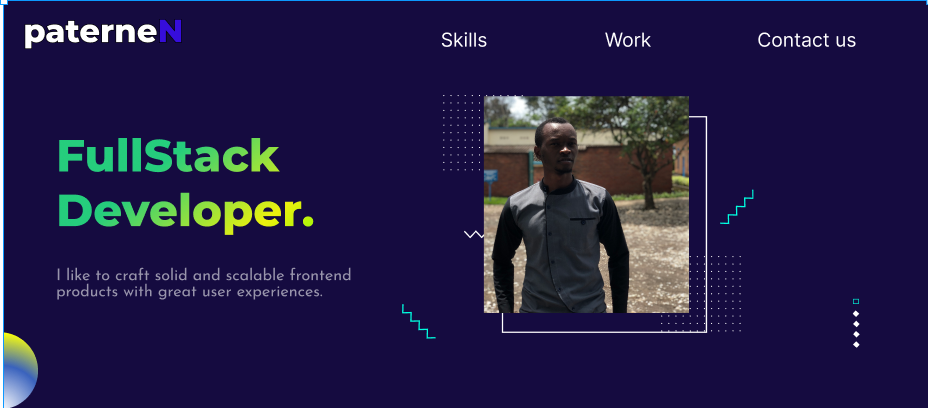 paterneN
Skills
Work
Contact us
FullStack
Developer.
I like to craft solid and scalable frontend
products with great user experiences.